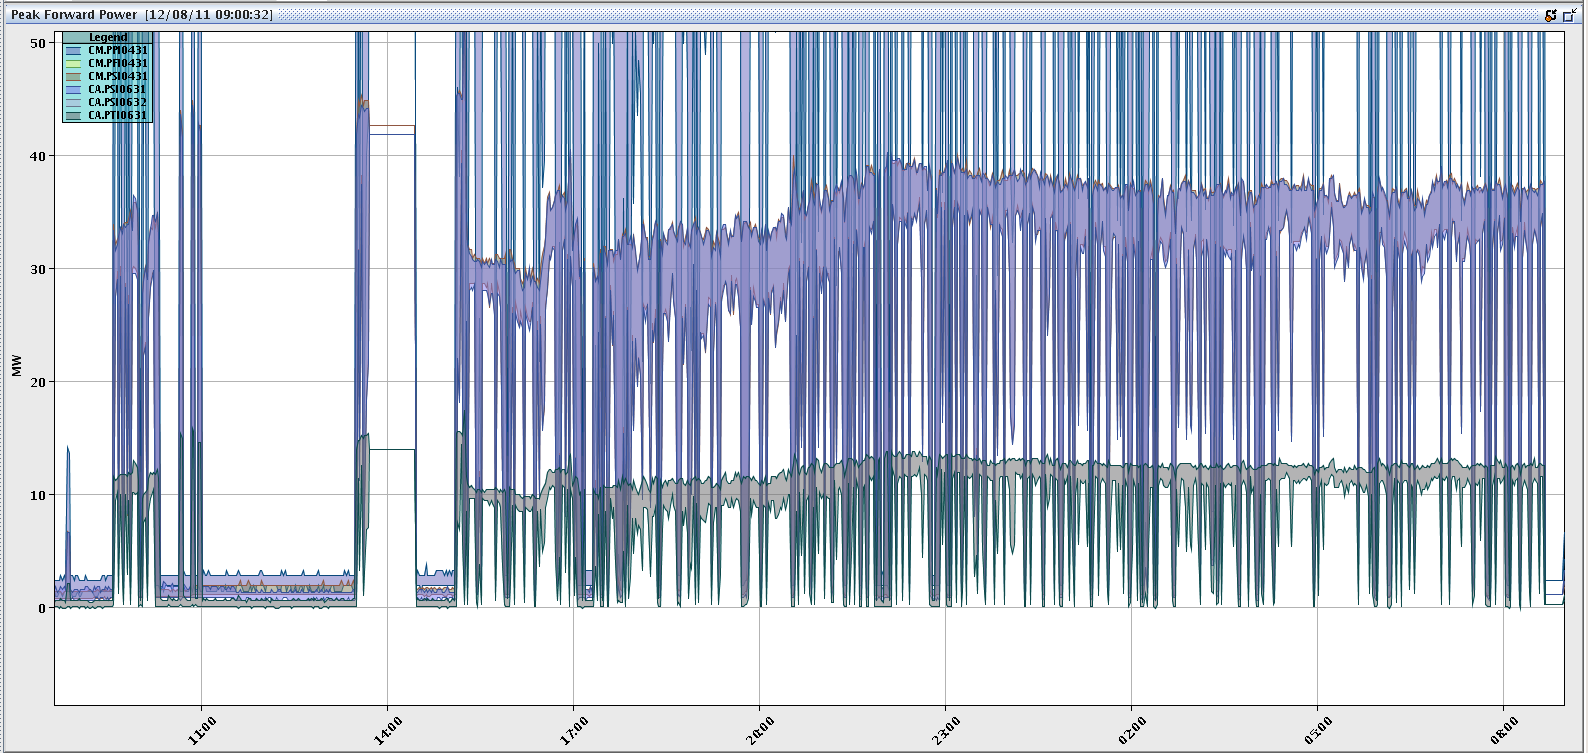 Peak Forward Power [12/08/11 09:00:32]
Legend
CM.PPI0431
CM.PFI0431
CM.PSI0431
CA.PSI0631
CA.PSI0632
CA.PTI0631
50
40
30
20
10
0
MW
11:00
14:00
17:00
20:00
23:00
02:00
05:00
08:00